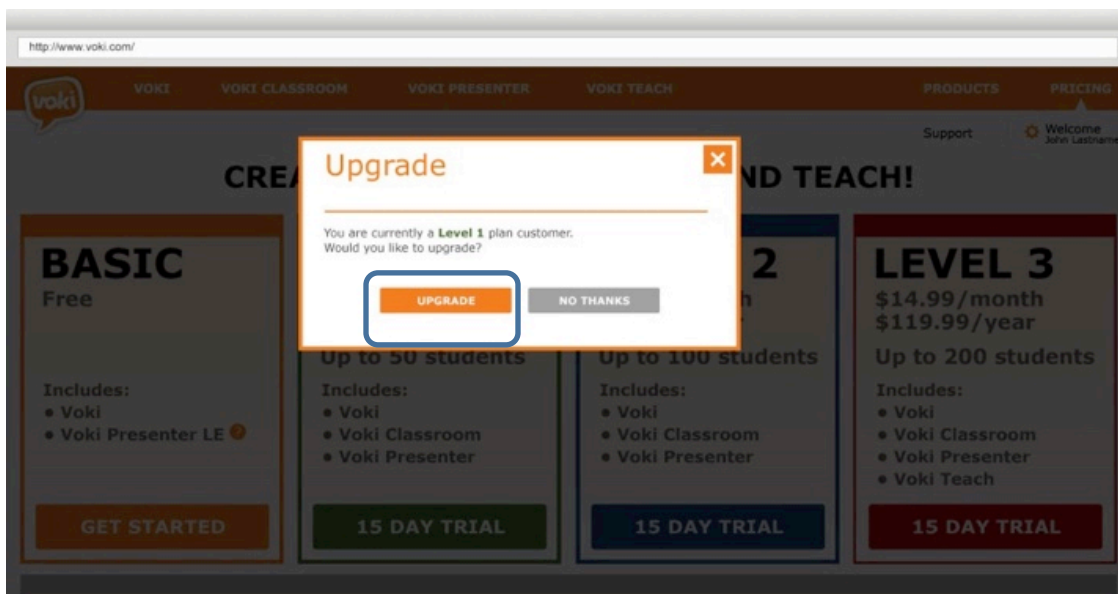 http://www.voki.com/
voki
VOKI VOKI CLASSROOM VOKI PRESENTER VOKI TEACH PRODUCTS PRICING
Support Welcome
John Lastname
CREA ND TEACH!
Upgrade
You are currently a Level 1 plan customer.
Would you like to upgrade?
UPGRADE NO THANKS
BASIC
Free
Includes:
• Voki
• Voki Presenter LE
GET STARTED
Up to 50 students
Includes:
• Voki
• Voki Classroom
• Voki Presenter
15 DAY TRIAL
2
Up to 100 students
Includes:
• Voki
• Voki Classroom
• Voki Presenter
15 DAY TRIAL
LEVEL 3
$14.99/month
$119.99/year
Up to 200 students
Includes:
• Voki
• Voki Classroom
• Voki Presenter
• Voki Teach
15 DAY TRIAL